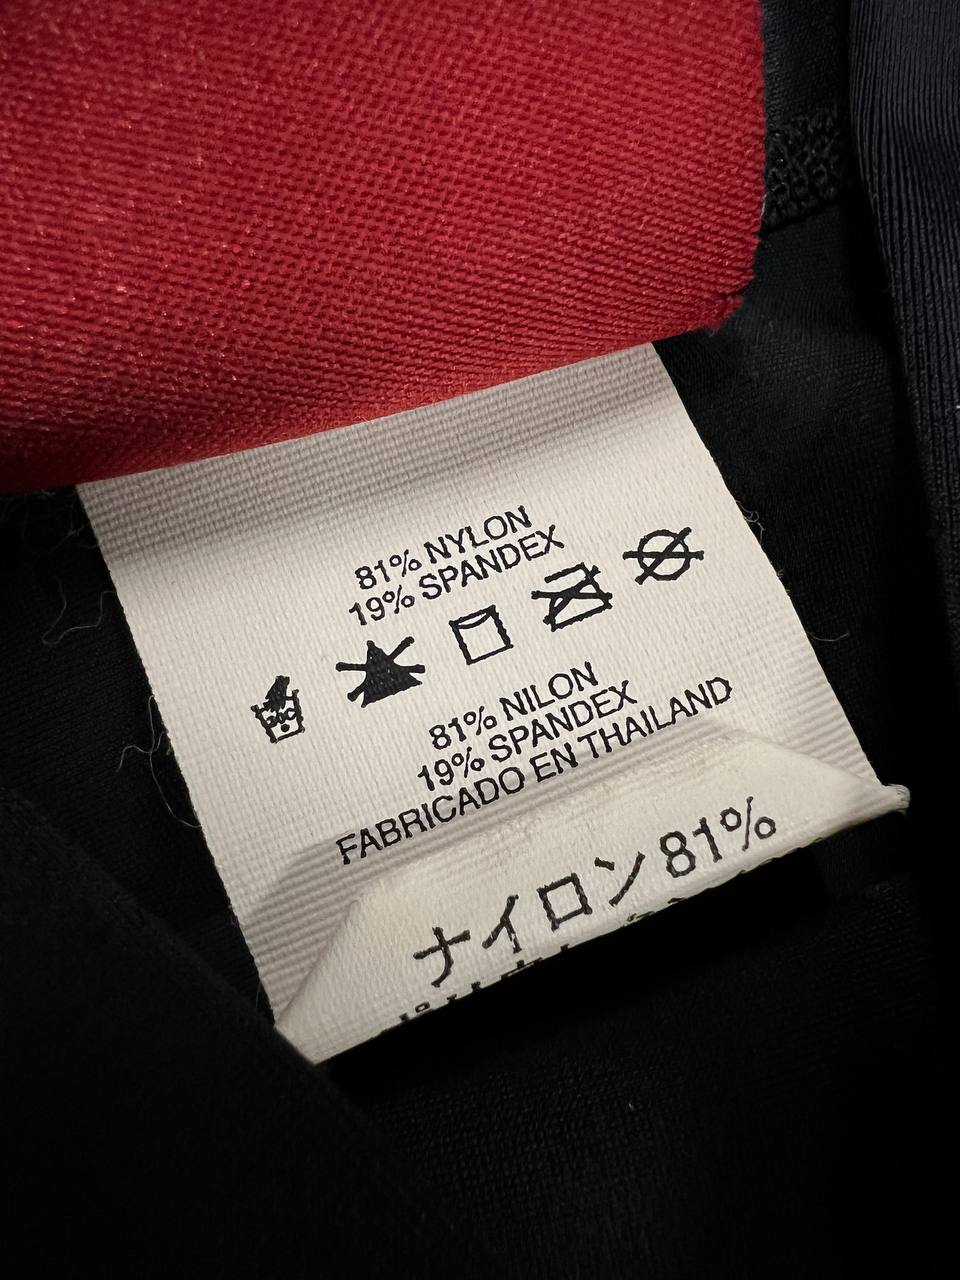 81% NYLON
19% SPANDEX
81% NILON
19% SPANDEX
FABRICADO EN THAILAND
ナイロン81%